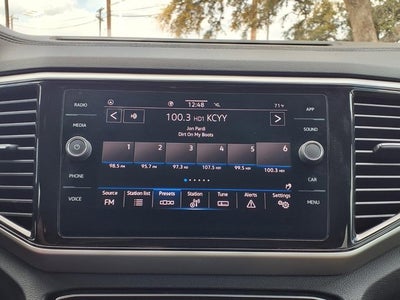 RADIO
MEDIA
PHONE
VOICE
12:48
71°F
100.3 HD1 KCYY
Jon Pardi
Dirt On My Boots
1 2 3 4 5 6
98.5 FM 95.7 FM 97.3 FM 107.5 FM 99.5 FM 100.3 FM
Source Station list Presets Station Tune Alerts Settings
FM
APP
SOUND
CAR
MENU